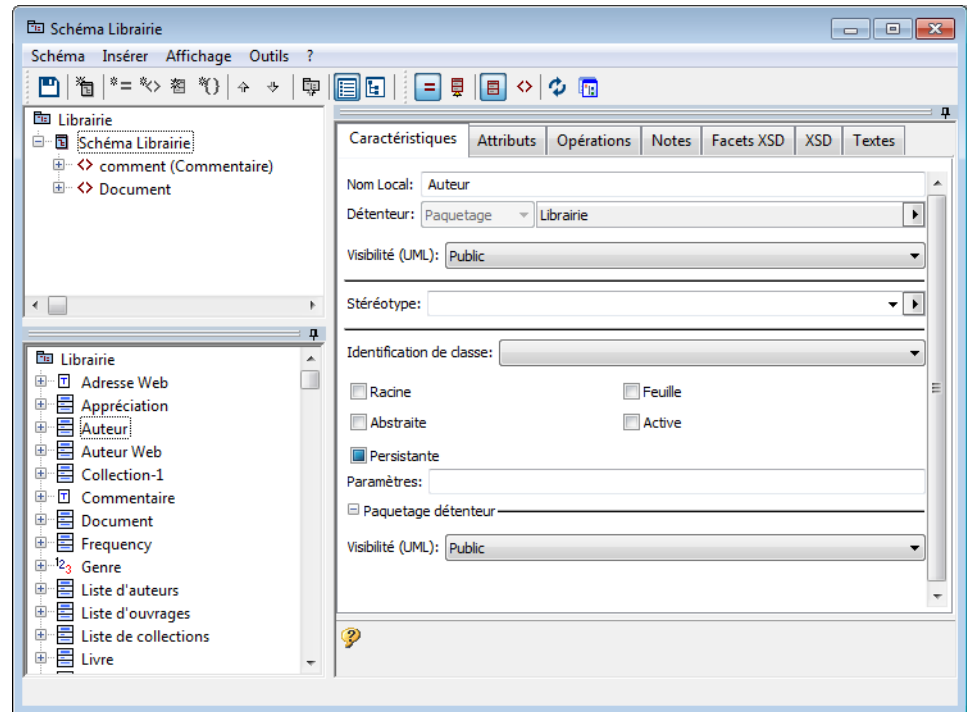 Schéma Librairie
Schéma Insérer Affichage Outils ?
Librairie
Schéma Librairie
comment (Commentaire)
Document
Librairie
Adresse Web
Appréciation
Auteur
Auteur Web
Collection-1
Commentaire
Document
Frequency
Genre
Liste d'auteurs
Liste d'ouvrages
Liste de collections
Livre
Caractéristiques Attributs Opérations Notes Facets XSD XSD Textes
Nom Local: Auteur
Détenteur: Paquetage Librairie
Visibilité (UML): Public
Stéréotype:
Identification de classe:
Racine Feuille
Abstraite Active
Persistante
Paramètres:
Paquetage détenteur
Visibilité (UML): Public